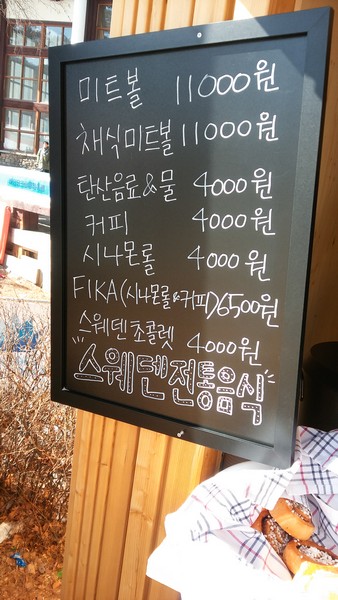 미트볼 11000원
채식미트볼 11000원
탄산음료&물 4000원
커피 4000원
시나몬롤 4000원
FIKA(시나몬롤&커피)6500원
스웨덴 초콜렛 4000원
스웨덴전통음식